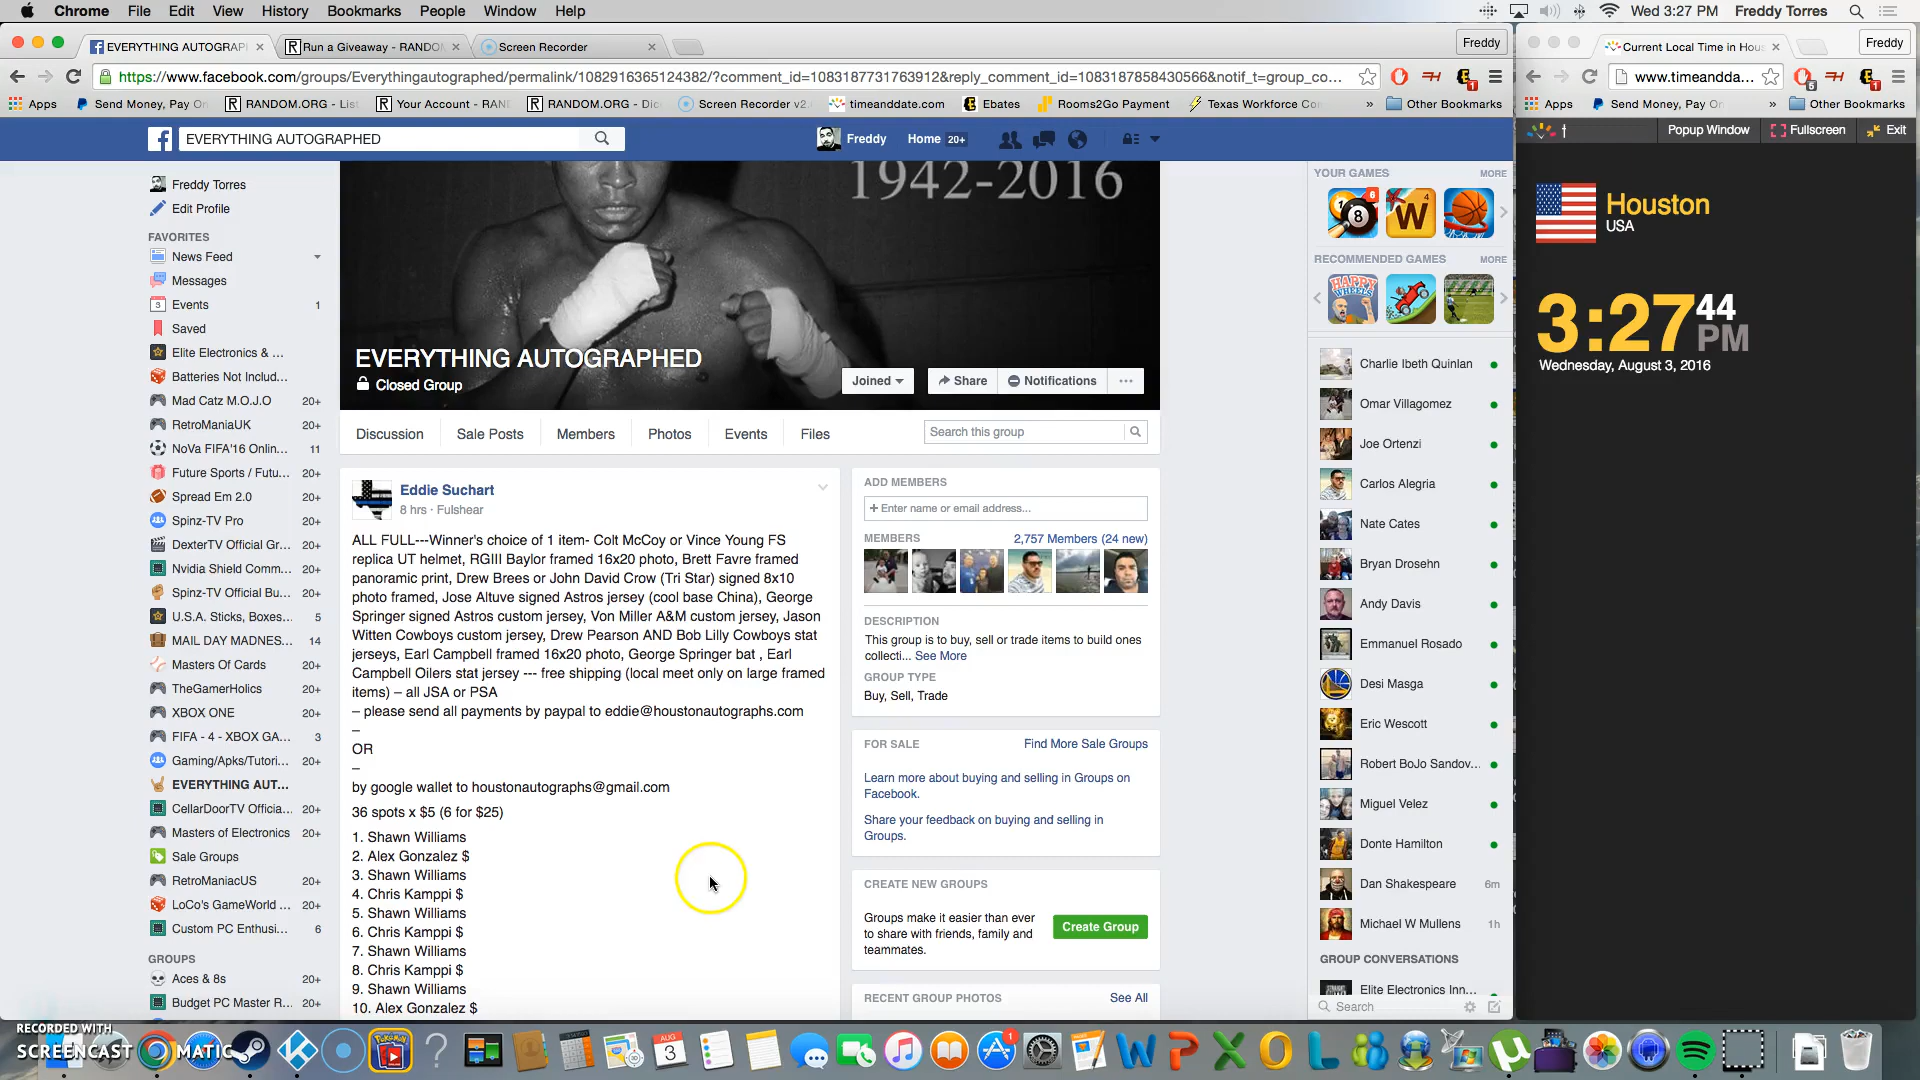 Chrome File Edit View History Bookmarks People Window Help
Wed 3:27 PM Freddy Torres
EVERYTHING AUTOGRAP
Run a Giveaway - RANDO
Screen Recorder
Freddy
Current Local Time in Hou
Freddy
https://www.facebook.com/groups/Everythingautographed/permalink/1082916365124382/?comment_id=1083187731763912&reply_comment_id=1083187858430566&notif_t=group_co...
www.timeandda...
Apps Send Money, Pay On RANDOM.ORG - List Your Account - RAN RANDOM.ORG - Dic Screen Recorder v2. timeanddate.com Ebates Rooms2Go Payment Texas Workforce Co » Other Bookmarks
Apps Send Money, Pay On » Other Bookmarks
EVERYTHING AUTOGRAPHED
Freddy Home 20+
Popup Window Fullscreen Exit
Freddy Torres
Edit Profile
FAVORITES
News Feed
Messages
Events 1
Saved
Elite Electronics & ...
Batteries Not Includ...
Mad Catz M.O.J.O 20+
RetroManiaUK 20+
NoVa FIFA'16 Onlin... 11
Future Sports / Futu... 20+
Spread Em 2.0 20+
Spinz-TV Pro 20+
DexterTV Official Gr... 20+
Nvidia Shield Comm... 20+
Spinz-TV Official Bu... 20+
U.S.A. Sticks, Boxes... 5
MAIL DAY MADNES... 14
Masters Of Cards 20+
TheGamerHolics 20+
XBOX ONE 20+
FIFA - 4 - XBOX GA... 3
Gaming/Apks/Tutori... 20+
EVERYTHING AUT... 20+
CellarDoorTV Officia... 20+
Masters of Electronics 20+
Sale Groups 20+
RetroManiacUS 20+
LoCo's GameWorld ... 20+
Custom PC Enthusi... 6
GROUPS
Aces & 8s 20+
Budget PC Master R... 20+
1942-2016
EVERYTHING AUTOGRAPHED
Closed Group
Joined Share Notifications ...
Discussion Sale Posts Members Photos Events Files
Search this group
Eddie Suchart
8 hrs · Fulshear
ALL FULL---Winner's choice of 1 item- Colt McCoy or Vince Young FS
replica UT helmet, RGIII Baylor framed 16x20 photo, Brett Favre framed
panoramic print, Drew Brees or John David Crow (Tri Star) signed 8x10
photo framed, Jose Altuve signed Astros jersey (cool base China), George
Springer signed Astros custom jersey, Von Miller A&M custom jersey, Jason
Witten Cowboys custom jersey, Drew Pearson AND Bob Lilly Cowboys stat
jerseys, Earl Campbell framed 16x20 photo, George Springer bat , Earl
Campbell Oilers stat jersey --- free shipping (local meet only on large framed
items) – all JSA or PSA
– please send all payments by paypal to eddie@houstonautographs.com
–
OR
–
by google wallet to houstonautographs@gmail.com
36 spots x $5 (6 for $25)
1. Shawn Williams
2. Alex Gonzalez $
3. Shawn Williams
4. Chris Kamppi $
5. Shawn Williams
6. Chris Kamppi $
7. Shawn Williams
8. Chris Kamppi $
9. Shawn Williams
10. Alex Gonzalez $
ADD MEMBERS
+ Enter name or email address...
MEMBERS 2,757 Members (24 new)
DESCRIPTION
This group is to buy, sell or trade items to build ones
collecti... See More
GROUP TYPE
Buy, Sell, Trade
FOR SALE Find More Sale Groups
Learn more about buying and selling in Groups on
Facebook.
Share your feedback on buying and selling in
Groups.
CREATE NEW GROUPS
Groups make it easier than ever
to share with friends, family and
teammates.
Create Group
RECENT GROUP PHOTOS See All
YOUR GAMES MORE
6
RECOMMENDED GAMES MORE
Charlie Ibeth Quinlan
Omar Villagomez
Joe Ortenzi
Carlos Alegria
Nate Cates
Bryan Drosehn
Andy Davis
Emmanuel Rosado
Desi Masga
Eric Wescott
Robert BoJo Sandov...
Miguel Velez
Donte Hamilton
Dan Shakespeare 6m
Michael W Mullens 1h
GROUP CONVERSATIONS
Elite Electronics Inn...
Search
Houston
USA
3:27 44 PM
Wednesday, August 3, 2016
RECORDED WITH
SCREENCAST MATIC
AUG
3